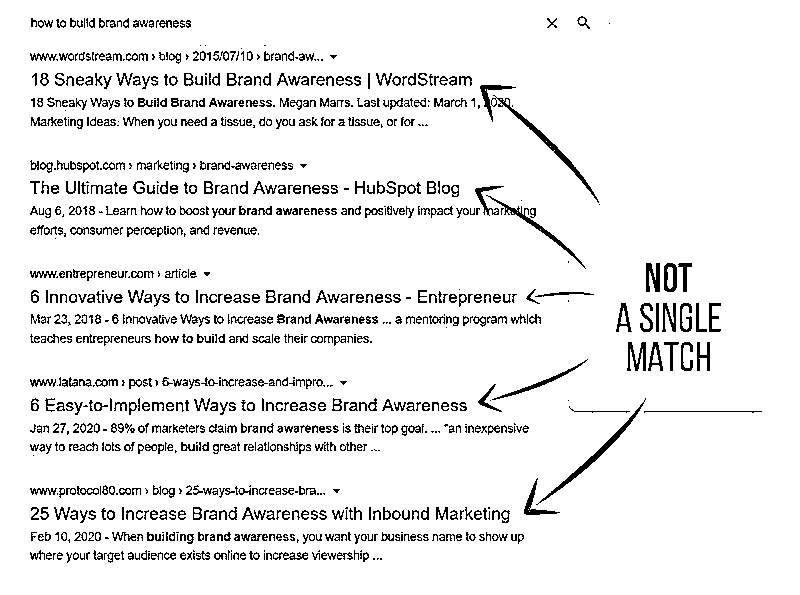 how to build brand awareness
www.wordstream.com › blog › 2015/07/10 › brand-aw...
18 Sneaky Ways to Build Brand Awareness | WordStream
18 Sneaky Ways to Build Brand Awareness. Megan Marrs. Last updated: March 1, 2020.
Marketing Ideas: When you need a tissue, do you ask for a tissue, or for ...
blog.hubspot.com › marketing › brand-awareness
The Ultimate Guide to Brand Awareness - HubSpot Blog
Aug 6, 2018 - Learn how to boost your brand awareness and positively impact your marketing
efforts, consumer perception, and revenue.
www.entrepreneur.com › article
6 Innovative Ways to Increase Brand Awareness - Entrepreneur
Mar 23, 2018 - 6 Innovative Ways to Increase Brand Awareness ... a mentoring program which
teaches entrepreneurs how to build and scale their companies.
NOT
A SINGLE
MATCH
www.latana.com › post › 6-ways-to-increase-and-impro...
6 Easy-to-Implement Ways to Increase Brand Awareness
Jan 27, 2020 - 89% of marketers claim brand awareness is their top goal. ... "an inexpensive
way to reach lots of people, build great relationships with other ...
www.protocol80.com › blog › 25-ways-to-increase-bra...
25 Ways to Increase Brand Awareness with Inbound Marketing
Feb 10, 2020 - When building brand awareness, you want your business name to show up
where your target audience exists online to increase viewership ...